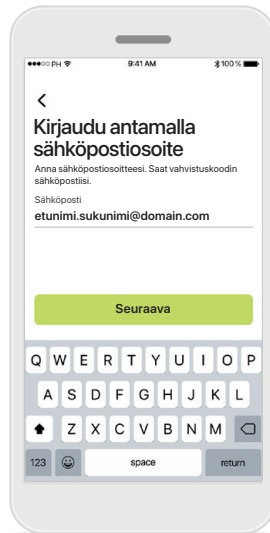 PH 9:41 AM 100 %
Kirjaudu antamalla
sähköpostiosoite
Anna sähköpostiosoitteesi. Saat vahvistuskoodin
sähköpostiisi.
Sähköposti
etunimi.sukunimi@domain.com
Seuraava
Q W E R T Y U I O P
A S D F G H J K L
Z X C V B N M
123 space return